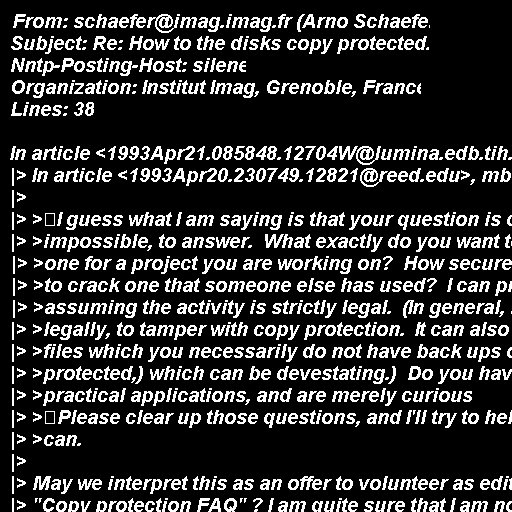 From: schaefer@imag.imag.fr (Arno Schaefe
Subject: Re: How to the disks copy protected.
Nntp-Posting-Host: silene
Organization: Institut Imag, Grenoble, France
Lines: 38

In article <1993Apr21.085848.12704W@lumina.edb.tih.
|> In article <1993Apr20.230749.12821@reed.edu>, mb
|>
|> >□I guess what I am saying is that your question is
|> >impossible, to answer.  What exactly do you want
|> >one for a project you are working on?  How secure
|> >to crack one that someone else has used?  I can
|> >assuming the activity is strictly legal.  (In general,
|> >legally, to tamper with copy protection.  It can also
|> >files which you necessarily do not have back ups
|> >protected,) which can be devestating.)  Do you
|> >practical applications, and are merely curious
|> >□Please clear up those questions, and I'll try to
|> >can.
|>
|> May we interpret this as an offer to volunteer as
|> "Copy protection FAQ" ? I am quite sure that I am